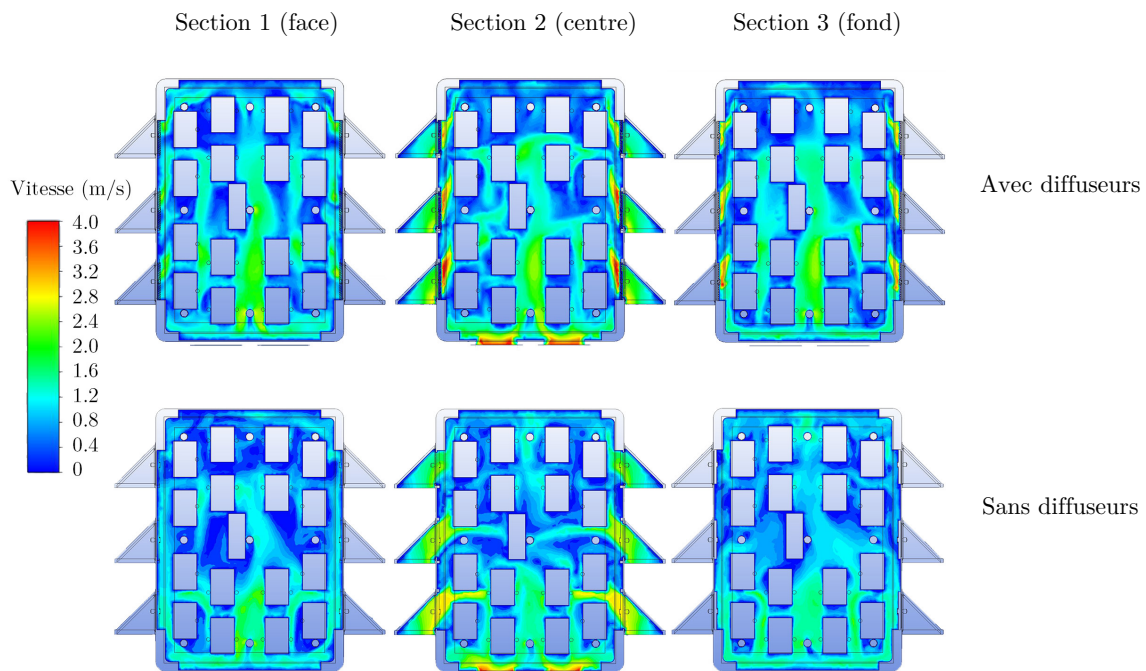 Section 1 (face)
Section 2 (centre)
Section 3 (fond)
Avec diffuseurs
Vitesse (m/s)
4.0
3.6
3.2
2.8
2.4
2.0
1.6
1.2
0.8
0.4
0
Sans diffuseurs